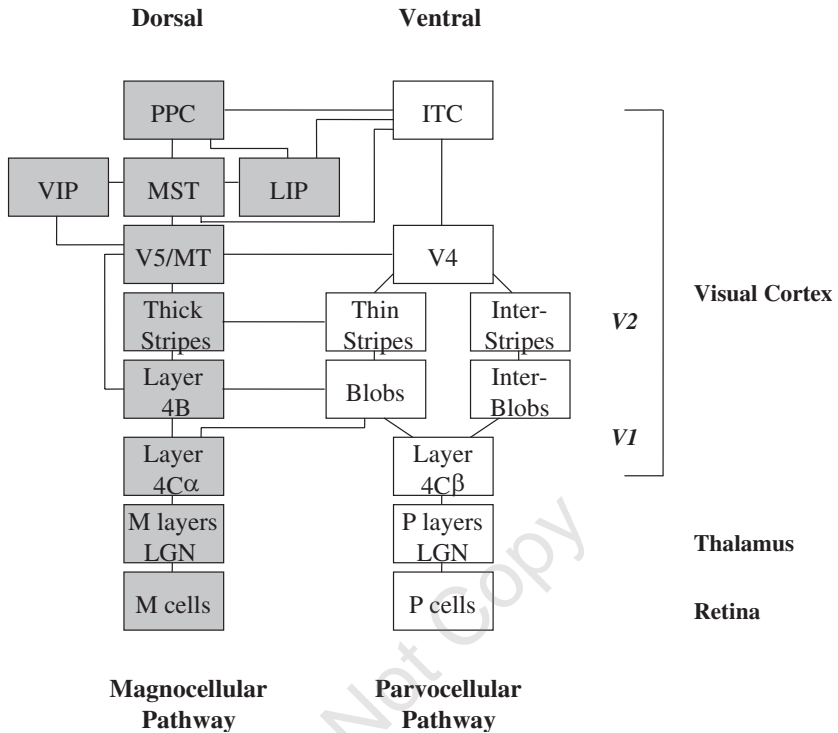 Dorsal
Ventral
PPC
ITC
VIP
MST
LIP
V5/MT
V4
Visual Cortex
Thick
Stripes
Thin
Stripes
Inter-
Stripes
V2
Layer
4B
Blobs
Inter-
Blobs
V1
Layer
4Cα
Layer
4Cβ
M layers
LGN
P layers
LGN
Thalamus
M cells
P cells
Retina
Magnocellular
Pathway
Parvocellular
Pathway
Not Copy